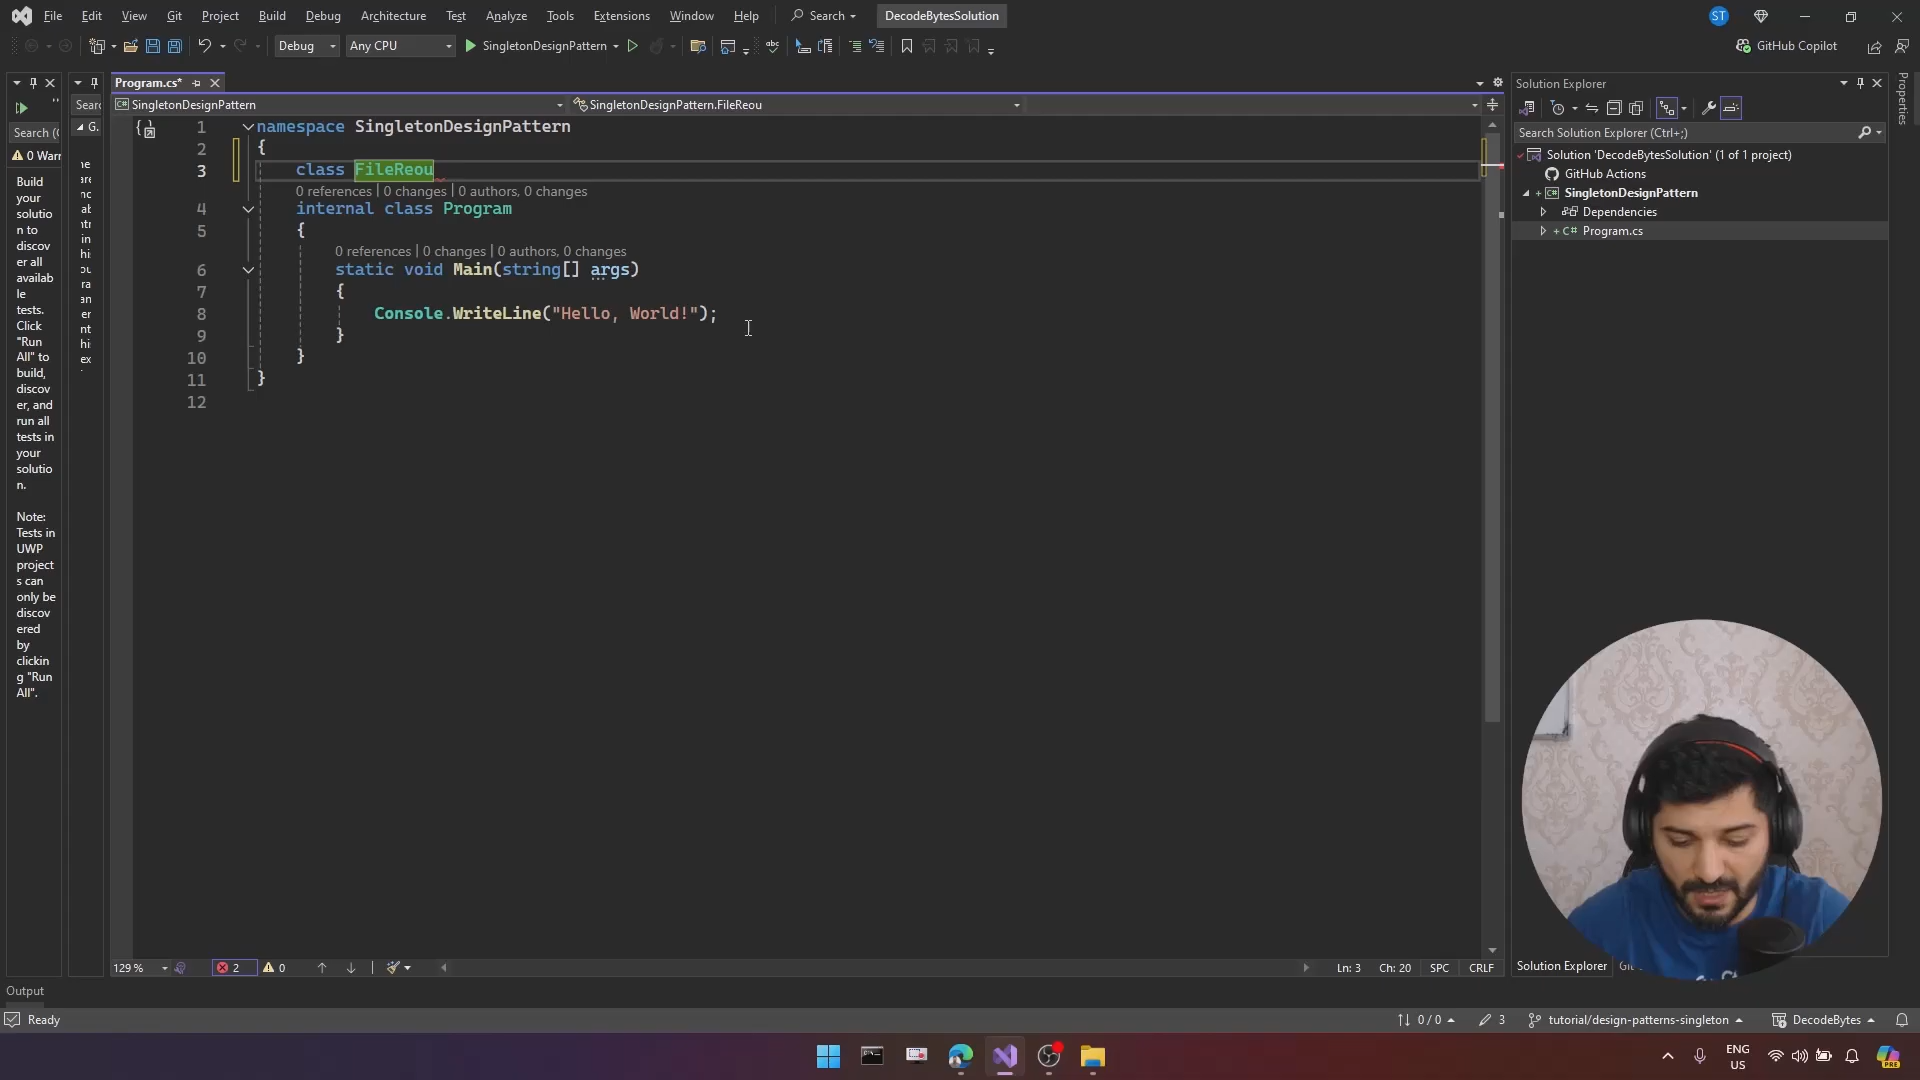 File Edit View Git Project Build Debug Architecture Test Analyze Tools Extensions Window Help Search DecodeBytesSolution ST
Debug Any CPU SingletonDesignPattern GitHub Copilot
Program.cs*
Solution Explorer
Properties
Sear
SingletonDesignPattern SingletonDesignPattern.FileReou
Search (
G.
Search Solution Explorer (Ctrl+;)
0 Warr
Build your solution to discover all available tests. Click "Run All" to build, discover, and run all tests in your solution.
Note: Tests in UWP projects can only be discovered by clicking "Run All".
1 namespace SingletonDesignPattern
2 {
3 class FileReou
0 references | 0 changes | 0 authors, 0 changes
4 internal class Program
5 {
0 references | 0 changes | 0 authors, 0 changes
6 static void Main(string[] args)
7 {
8 Console.WriteLine("Hello, World!");
9 }
10 }
11 }
12
Solution 'DecodeBytesSolution' (1 of 1 project)
GitHub Actions
SingletonDesignPattern
Dependencies
C# Program.cs
129 % 2 0 Ln: 3 Ch: 20 SPC CRLF
Solution Explorer
Output
Ready 0 / 0 3 tutorial/design-patterns-singleton DecodeBytes
ENG
US
PRE